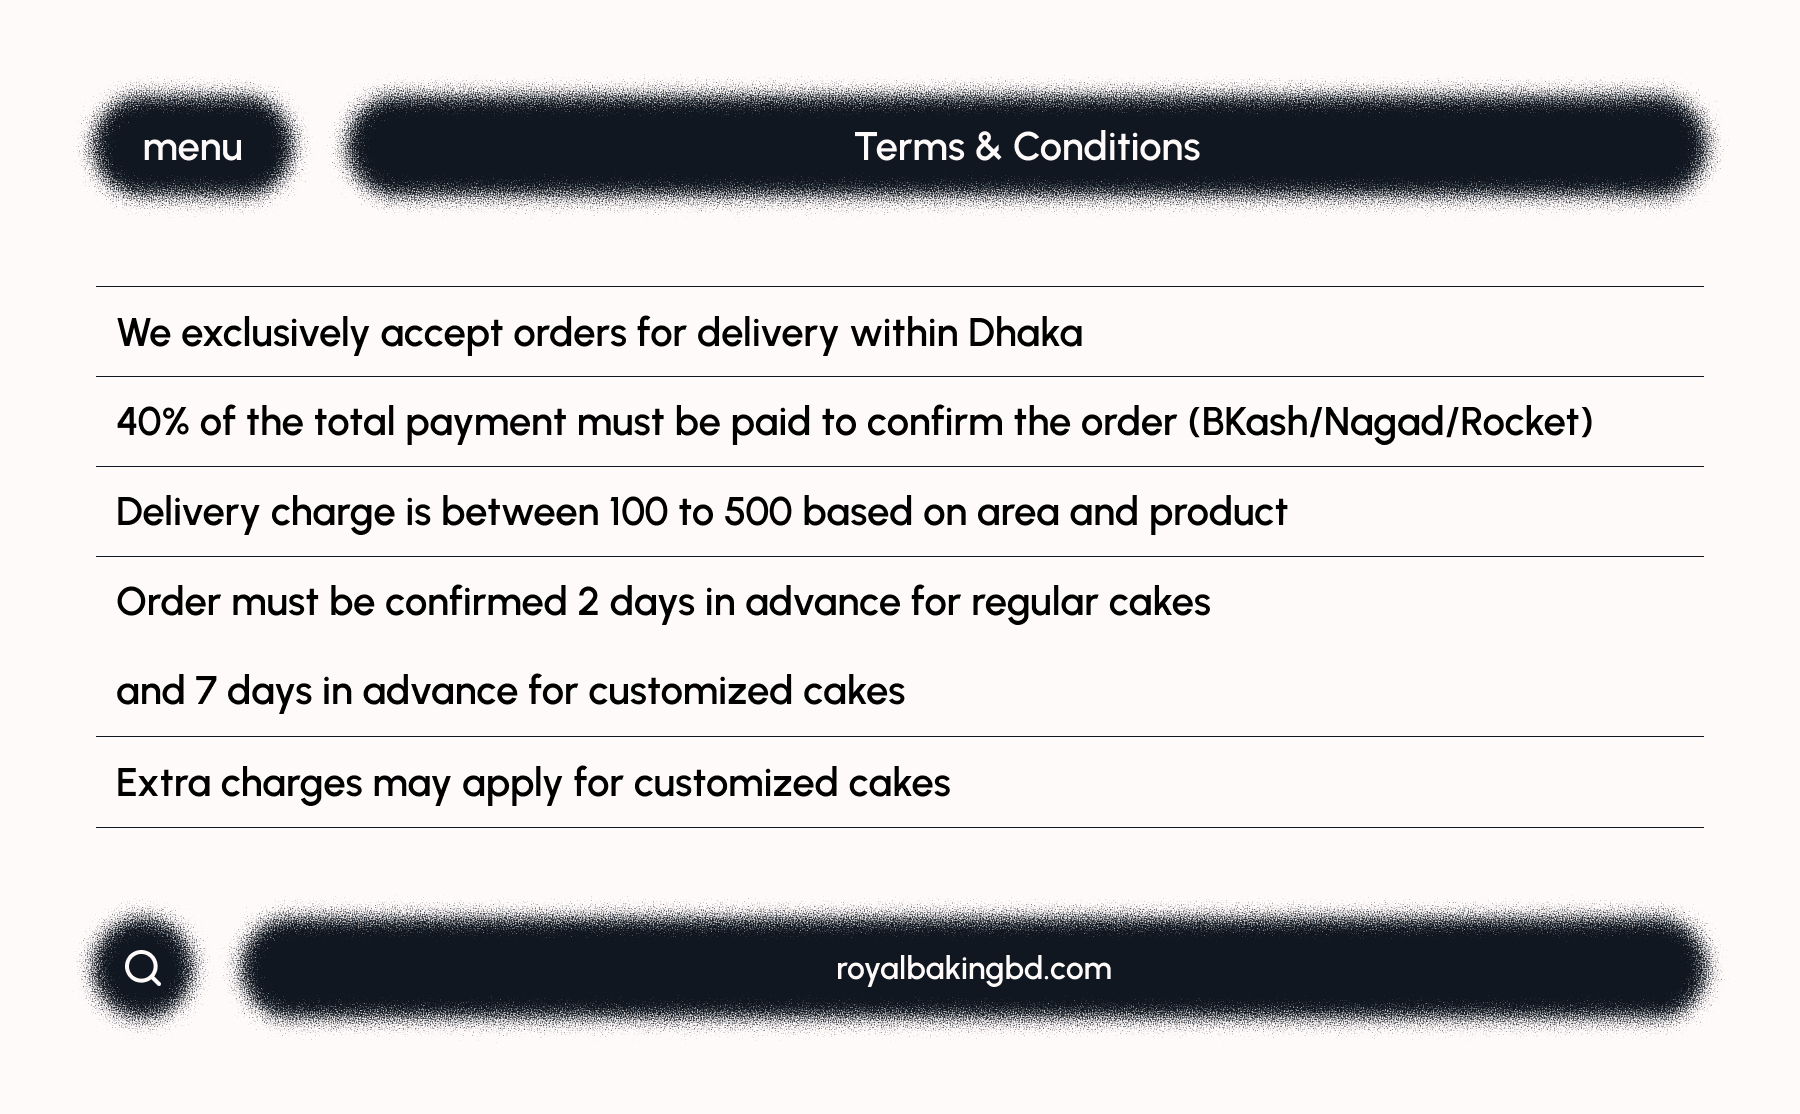 menu
Terms & Conditions
We exclusively accept orders for delivery within Dhaka
40% of the total payment must be paid to confirm the order (BKash/Nagad/Rocket)
Delivery charge is between 100 to 500 based on area and product
Order must be confirmed 2 days in advance for regular cakes
and 7 days in advance for customized cakes
Extra charges may apply for customized cakes
royalbakingbd.com